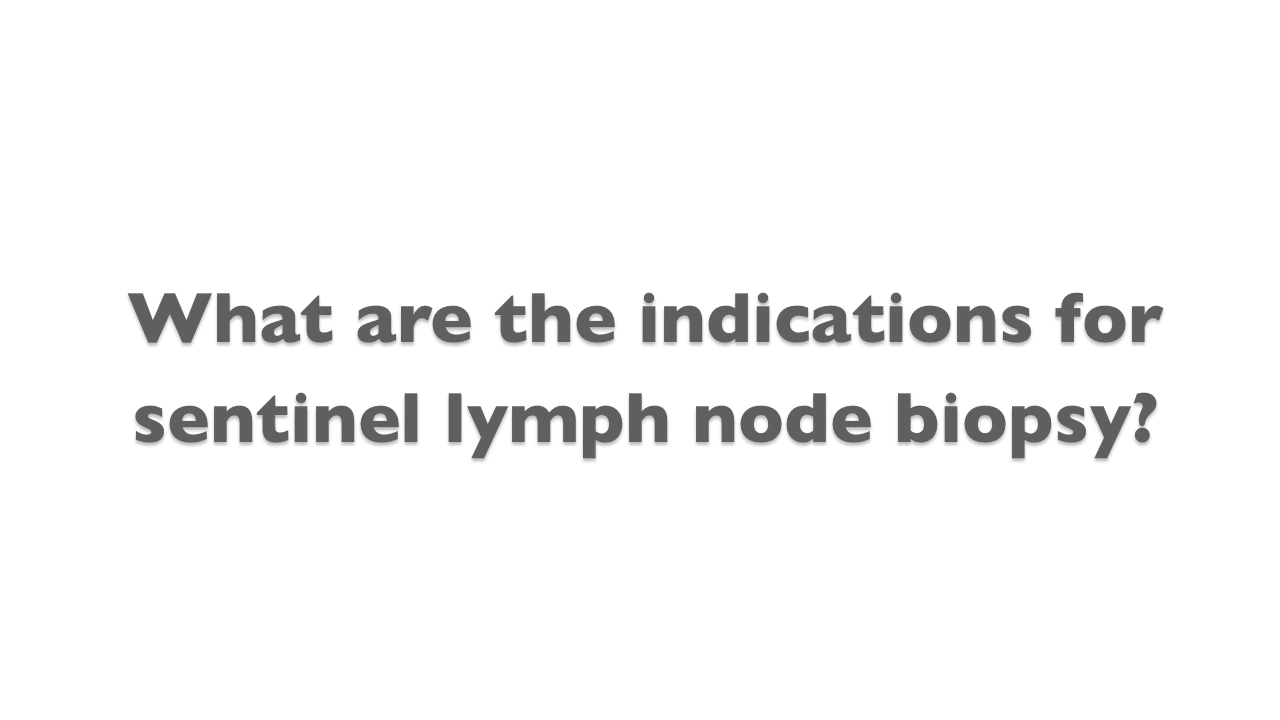 What are the indications for
sentinel lymph node biopsy?